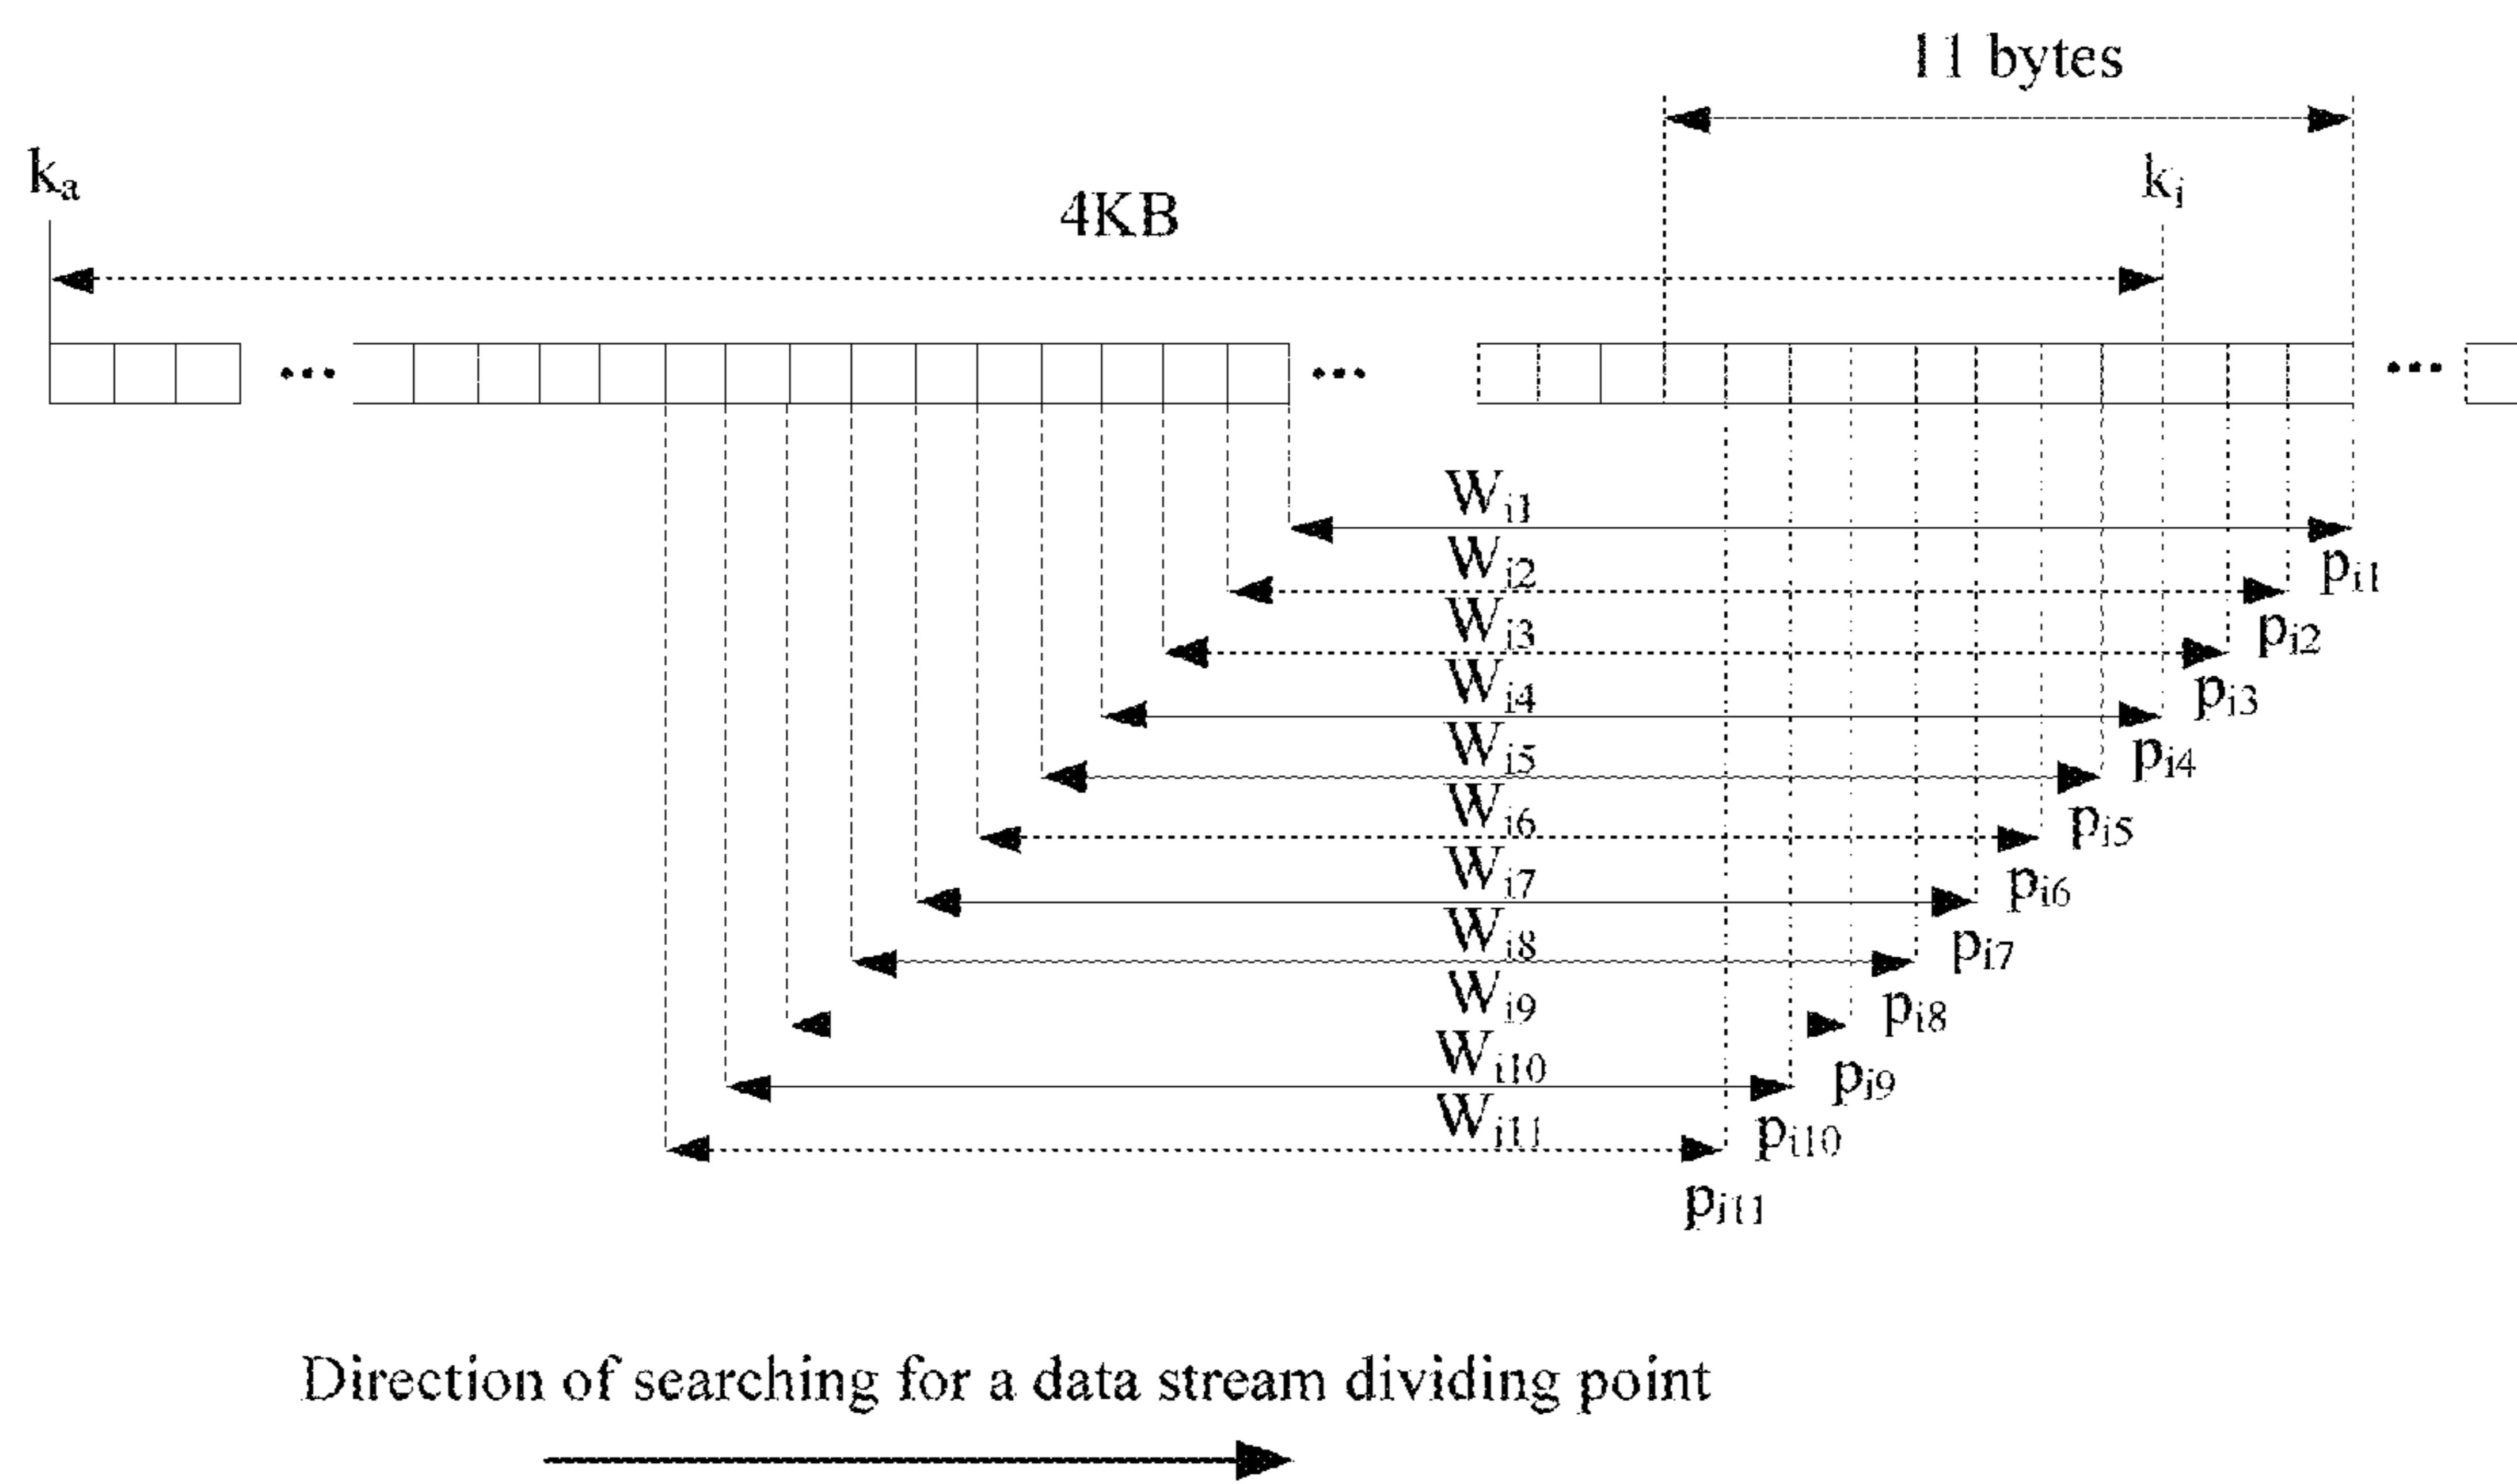 11 bytes
kₐ
kᵢ
4KB
...
...
...
Wi1
pi1
Wi2
pi2
Wi3
pi3
Wi4
pi4
Wi5
pi5
Wi6
pi6
Wi7
pi7
Wi8
pi8
Wi9
pi9
Wi10
pi10
Wi11
pi11
Direction of searching for a data stream dividing point